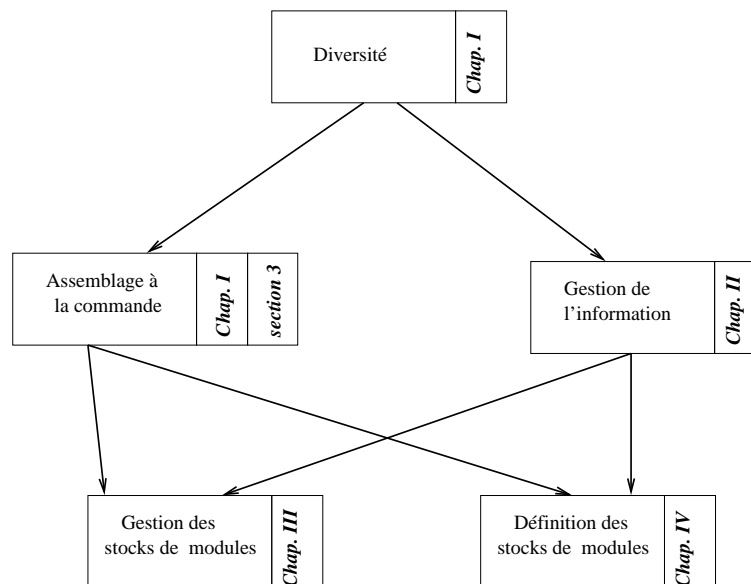 Diversité
Chap. I
Assemblage à
la commande
Chap. I
section 3
Gestion de
l'information
Chap. II
Gestion des
stocks de modules
Chap. III
Définition des
stocks de modules
Chap. IV